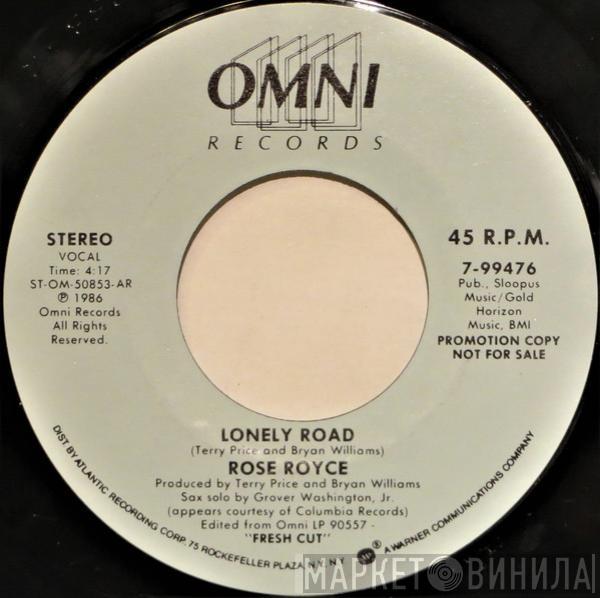 OMNI
RECORDS
STEREO
VOCAL
Time: 4:17
ST-OM-50853-AR
℗ 1986
Omni Records
All Rights
Reserved.
45 R.P.M.
7-99476
Pub., Sloopus
Music/Gold
Horizon
Music, BMI
PROMOTION COPY
NOT FOR SALE
LONELY ROAD
(Terry Price and Bryan Williams)
ROSE ROYCE
Produced by Terry Price and Bryan Williams
Sax solo by Grover Washington, Jr.
(appears courtesy of Columbia Records)
Edited from Omni LP 90557 -
"FRESH CUT"
DIST BY ATLANTIC RECORDING CORP. 75 ROCKEFELLER PLAZA, N.Y., N.Y. ® A WARNER COMMUNICATIONS COMPANY
МАРКЕТ ВИНИЛА